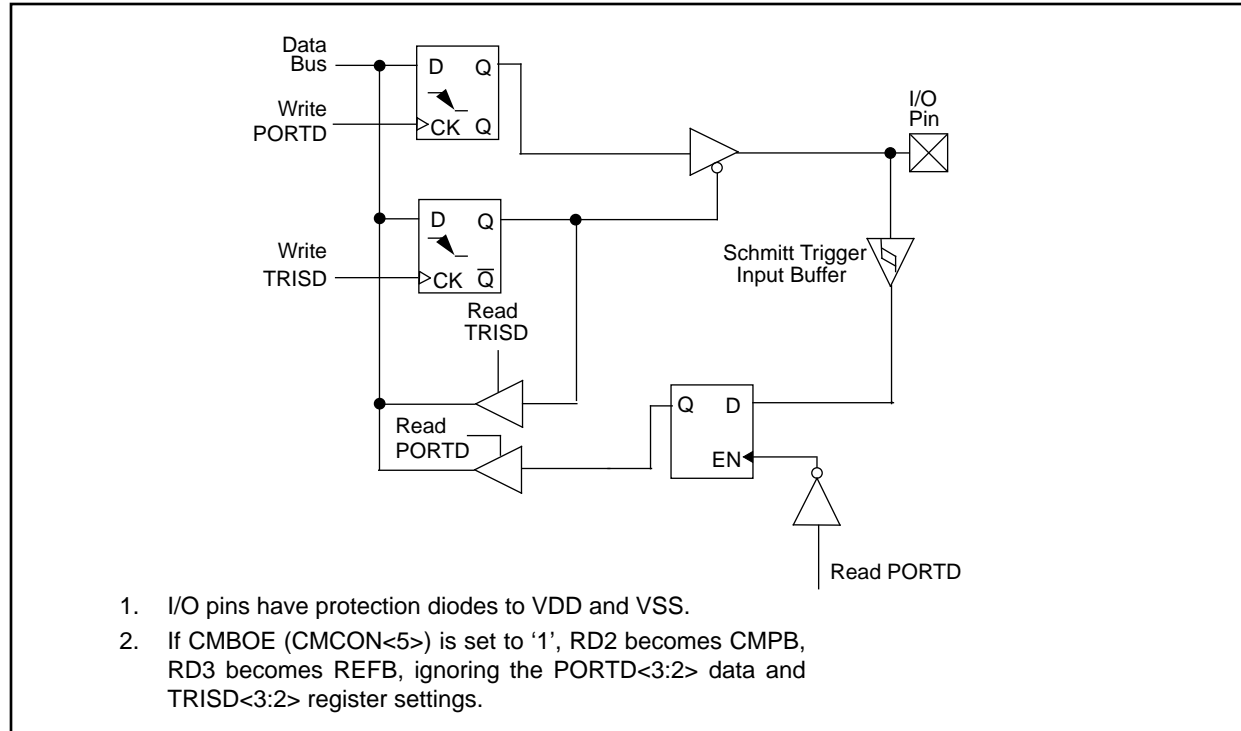 Data
Bus
D Q
Write
PORTD
CK Q
I/O
Pin
D Q
Write
TRISD
CK Q̅
Schmitt Trigger
Input Buffer
Read
TRISD
Q D
Read
PORTD
EN
Read PORTD
1. I/O pins have protection diodes to VDD and VSS.
2. If CMBOE (CMCON<5>) is set to ‘1’, RD2 becomes CMPB,
RD3 becomes REFB, ignoring the PORTD<3:2> data and
TRISD<3:2> register settings.